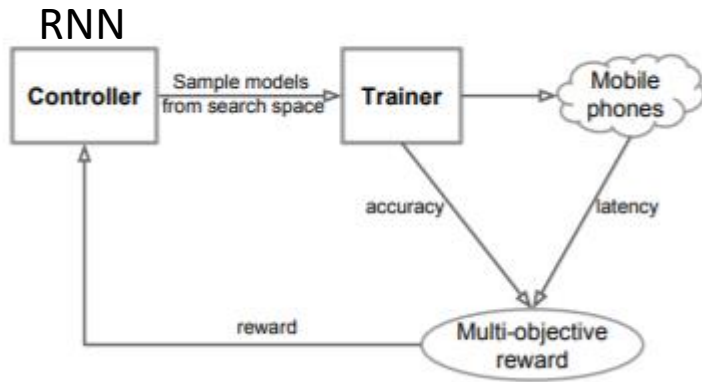 RNN
Controller
Sample models
from search space
Trainer
Mobile
phones
accuracy
latency
reward
Multi-objective
reward